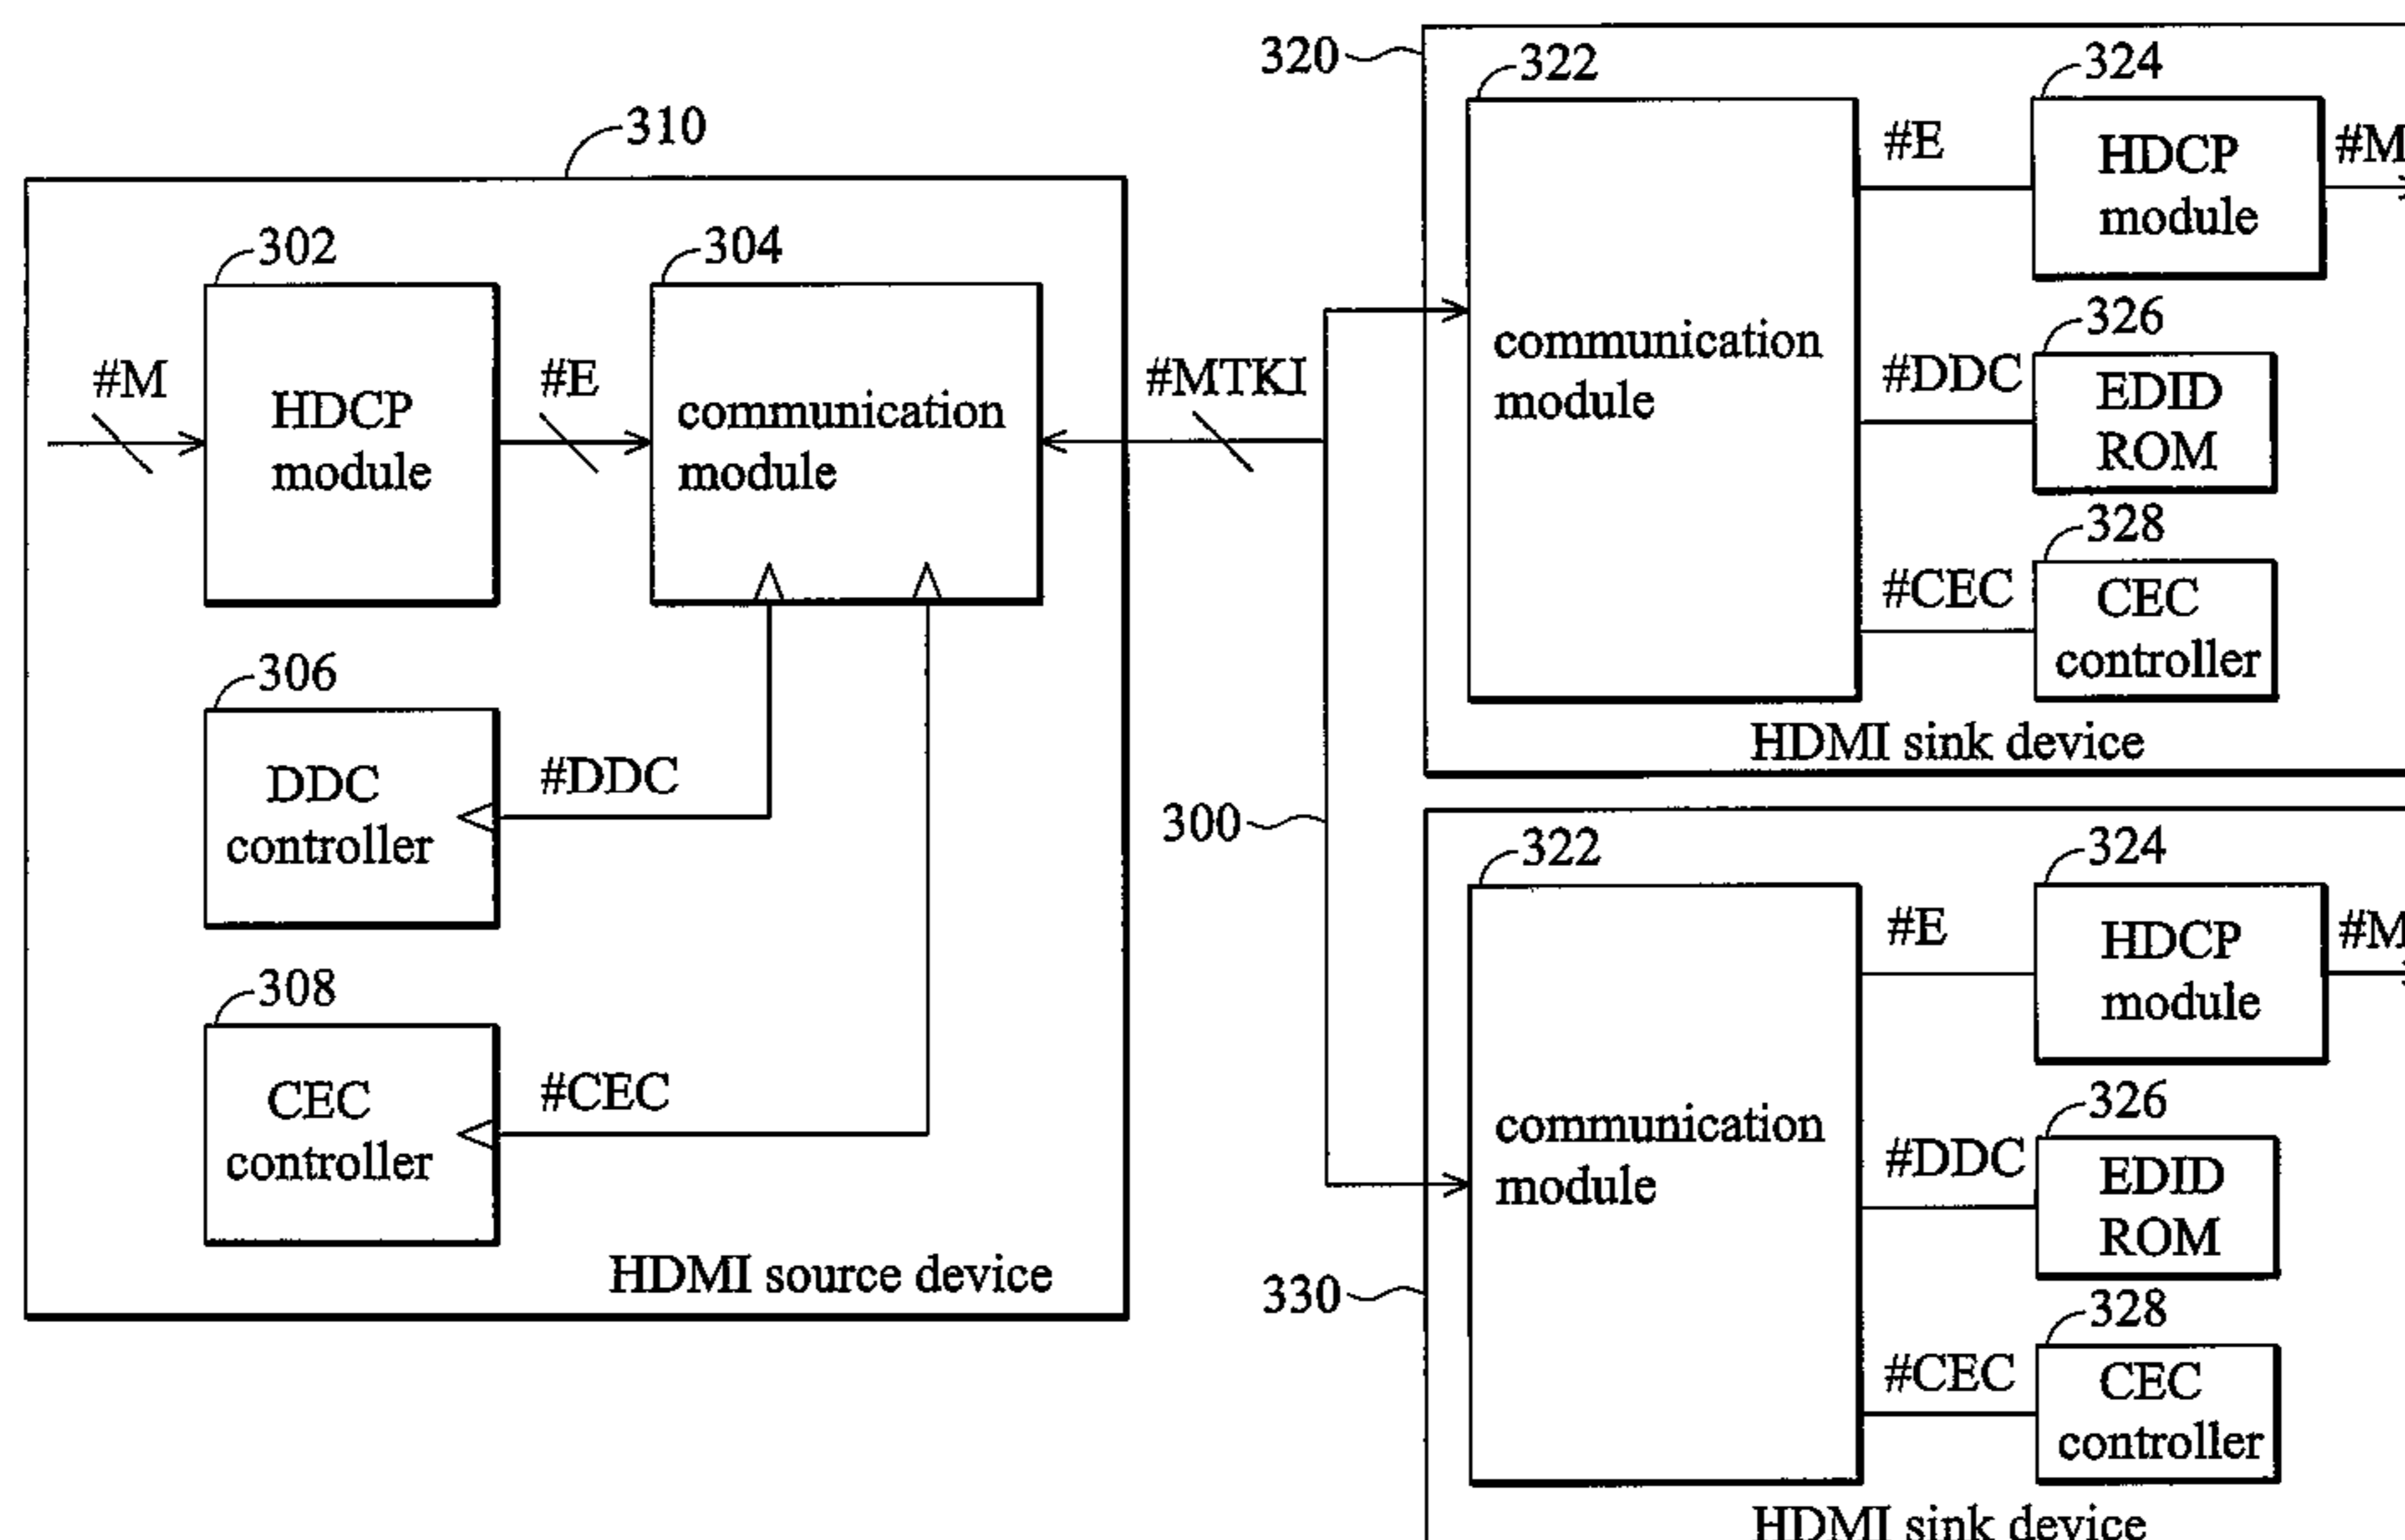 310
302
304
#M
HDCP
module
#E
communication
module
#MTKI
306
DDC
controller
#DDC
308
CEC
controller
#CEC
HDMI source device
300
320
322
communication
module
#E
324
HDCP
module
#M
#DDC
326
EDID
ROM
#CEC
328
CEC
controller
HDMI sink device
330
322
communication
module
#E
324
HDCP
module
#M
#DDC
326
EDID
ROM
#CEC
328
CEC
controller
HDMI sink device